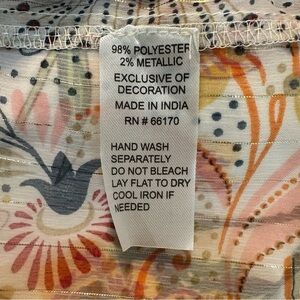 98% POLYESTER
2% METALLIC
EXCLUSIVE OF
DECORATION
MADE IN INDIA
RN # 66170
HAND WASH
SEPARATELY
DO NOT BLEACH
LAY FLAT TO DRY
COOL IRON IF
NEEDED